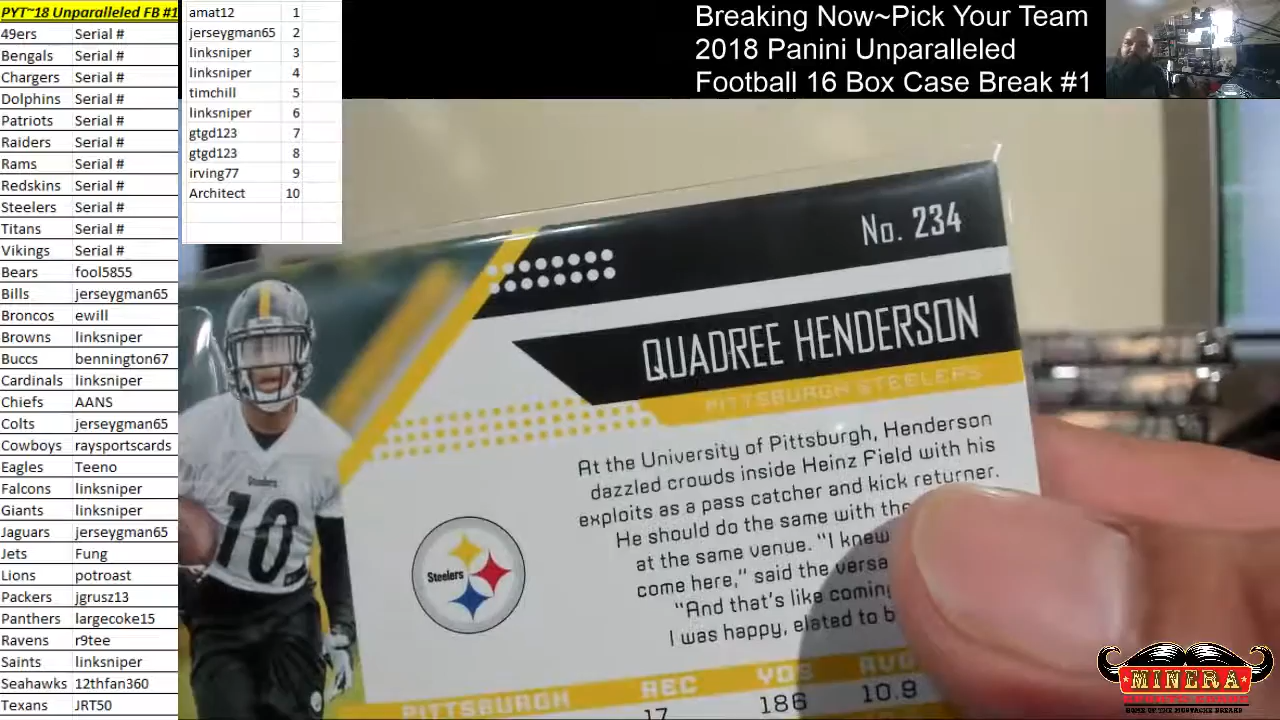 PYT~18 Unparalleled FB #1
49ers Serial #
Bengals Serial #
Chargers Serial #
Dolphins Serial #
Patriots Serial #
Raiders Serial #
Rams Serial #
Redskins Serial #
Steelers Serial #
Titans Serial #
Vikings Serial #
Bears fool5855
Bills jerseygman65
Broncos ewill
Browns linksniper
Buccs bennington67
Cardinals linksniper
Chiefs AANS
Colts jerseygman65
Cowboys raysportscards
Eagles Teeno
Falcons linksniper
Giants linksniper
Jaguars jerseygman65
Jets Fung
Lions potroast
Packers jgrusz13
Panthers largecoke15
Ravens r9tee
Saints linksniper
Seahawks 12thfan360
Texans JRT50
amat12 1
jerseygman65 2
linksniper 3
linksniper 4
timchill 5
linksniper 6
gtgd123 7
gtgd123 8
irving77 9
Architect 10
Breaking Now~Pick Your Team
2018 Panini Unparalleled
Football 16 Box Case Break #1
No. 234
QUADREE HENDERSON
PITTSBURGH STEELERS
At the University of Pittsburgh, Henderson
dazzled crowds inside Heinz Field with his
exploits as a pass catcher and kick returner.
He should do the same with the
at the same venue. "I knew
come here," said the versa
"And that's like coming
I was happy, elated to b
Steelers
10
REC YDS AVG
17 186 10.9
MINERA
HOME OF THE MUSTACHE BREAKS